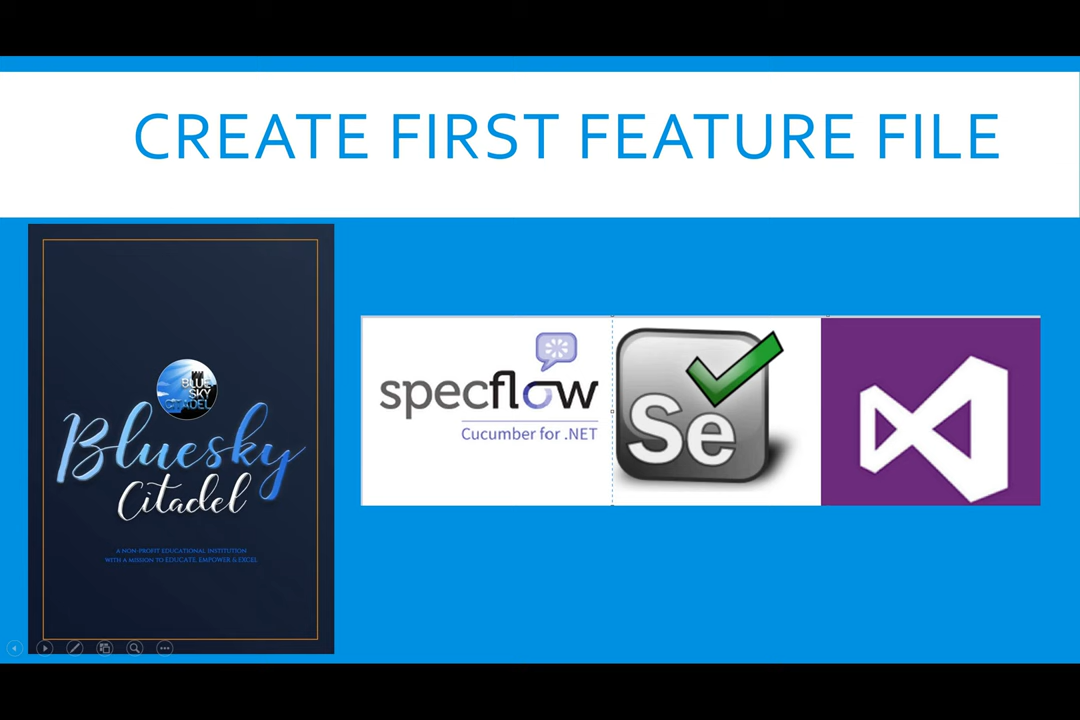 CREATE FIRST FEATURE FILE
BLUE
SKY
CITADEL
Bluesky
Citadel
A NON-PROFIT EDUCATIONAL INSTITUTION
WITH A MISSION TO EDUCATE, EMPOWER & EXCEL
specflow
Cucumber for .NET
Se